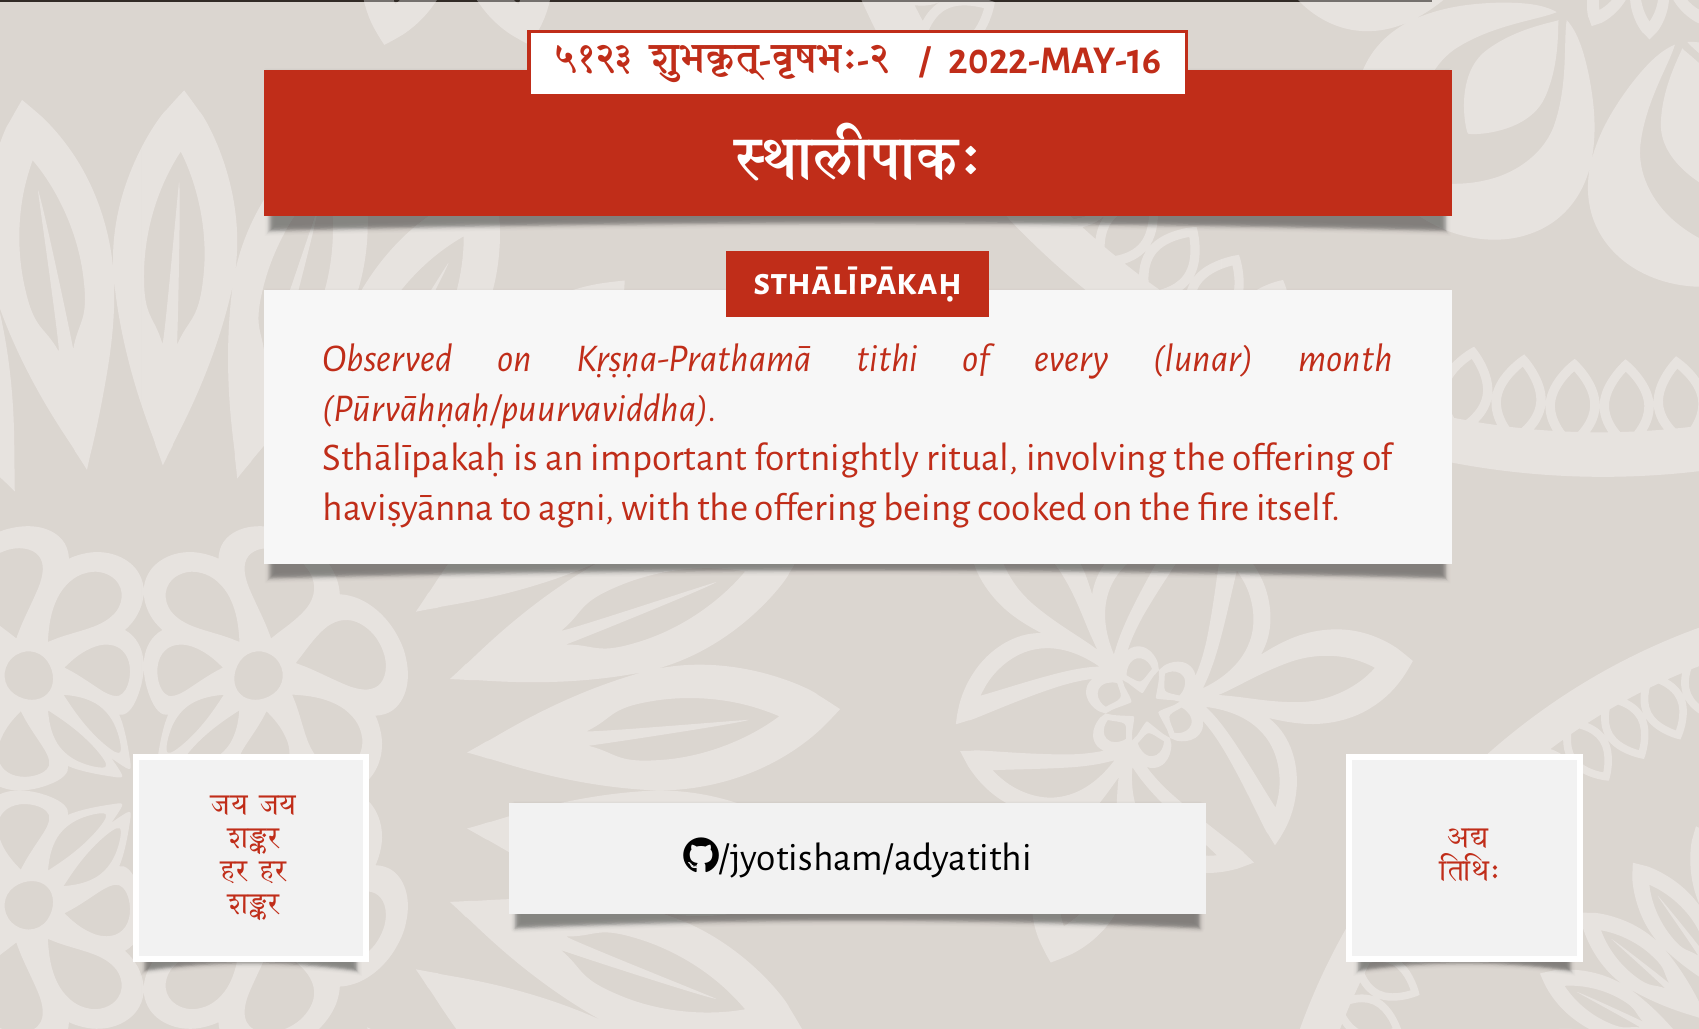 ५१२३ शुभकृत्-वृषभः-२ / 2022-MAY-16
स्थालीपाकः
STHĀLĪPĀKAḤ
Observed on Kṛṣṇa-Prathamā tithi of every (lunar) month
(Pūrvāhṇaḥ/puurvaviddha).
Sthālīpakaḥ is an important fortnightly ritual, involving the offering of
haviṣyānna to agni, with the offering being cooked on the fire itself.
जय जय
शङ्कर
हर हर
शङ्कर
/jyotisham/adyatithi
अद्य
तिथिः